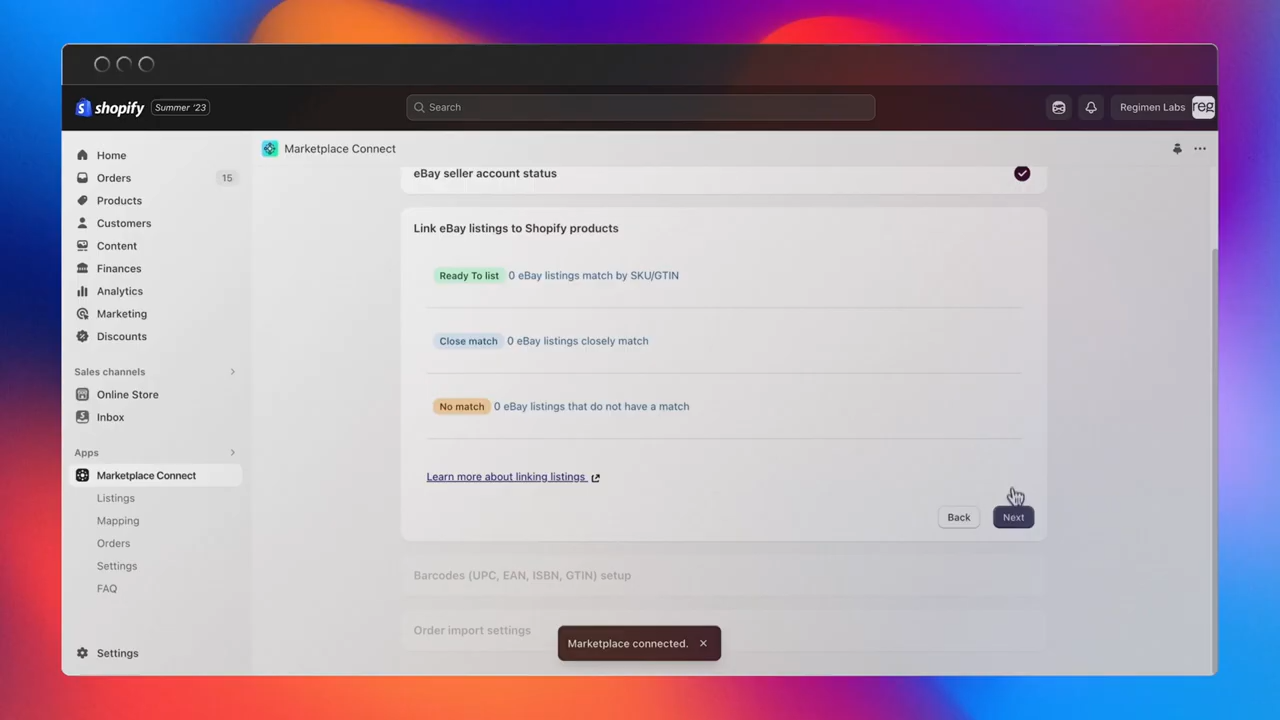 shopify Summer '23
Search
Regimen Labs reg
Home
Orders 15
Products
Customers
Content
Finances
Analytics
Marketing
Discounts
Sales channels
Online Store
Inbox
Apps
Marketplace Connect
Listings
Mapping
Orders
Settings
FAQ
Settings
Marketplace Connect
eBay seller account status
Link eBay listings to Shopify products
Ready To list 0 eBay listings match by SKU/GTIN
Close match 0 eBay listings closely match
No match 0 eBay listings that do not have a match
Learn more about linking listings
Back Next
Barcodes (UPC, EAN, ISBN, GTIN) setup
Order import settings
Marketplace connected.